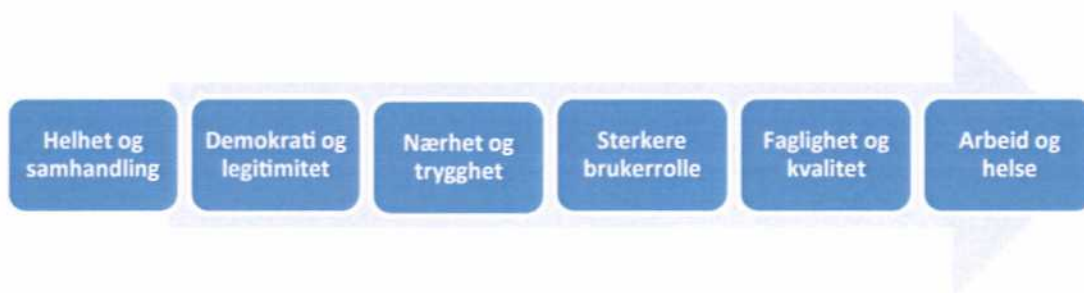 Helhet og
samhandling
Demokrati og
legitimitet
Nærhet og
trygghet
Sterkere
brukerrolle
Faglighet og
kvalitet
Arbeid og
helse